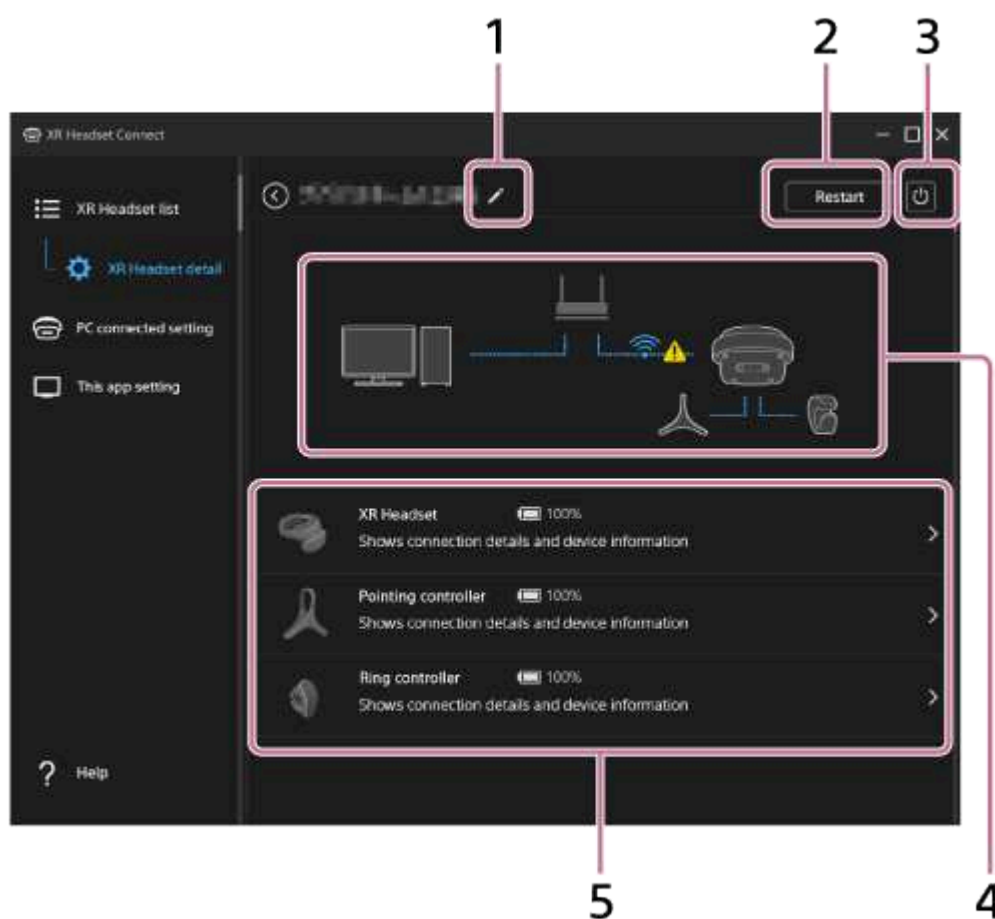 1 2 3
XR Headset Connect
XR Headset list
XR Headset detail
PC connected setting
This app setting
? Help
Restart
XR Headset 100%
Shows connection details and device information
Pointing controller 100%
Shows connection details and device information
Ring controller 100%
Shows connection details and device information
4
5